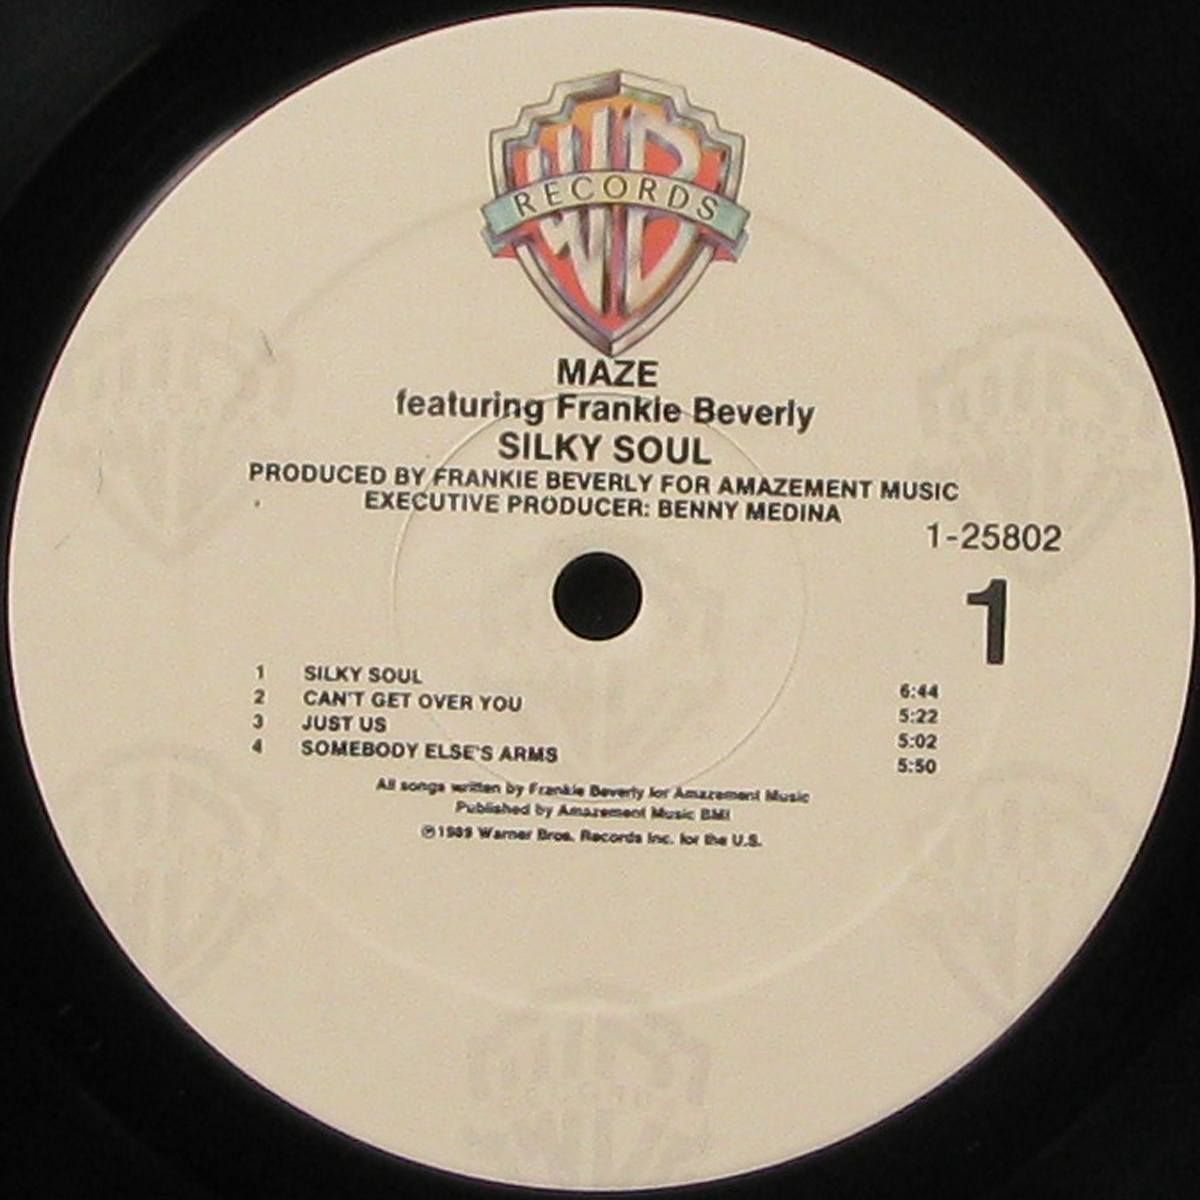 WB
RECORDS
MAZE
featuring Frankie Beverly
SILKY SOUL
PRODUCED BY FRANKIE BEVERLY FOR AMAZEMENT MUSIC
EXECUTIVE PRODUCER: BENNY MEDINA
1-25802
1
1 SILKY SOUL 6:44
2 CAN'T GET OVER YOU 5:22
3 JUST US 5:02
4 SOMEBODY ELSE'S ARMS 5:50
All songs written by Frankie Beverly for Amazement Music
Published by Amazement Music BMI
℗1989 Warner Bros. Records Inc. for the U.S.